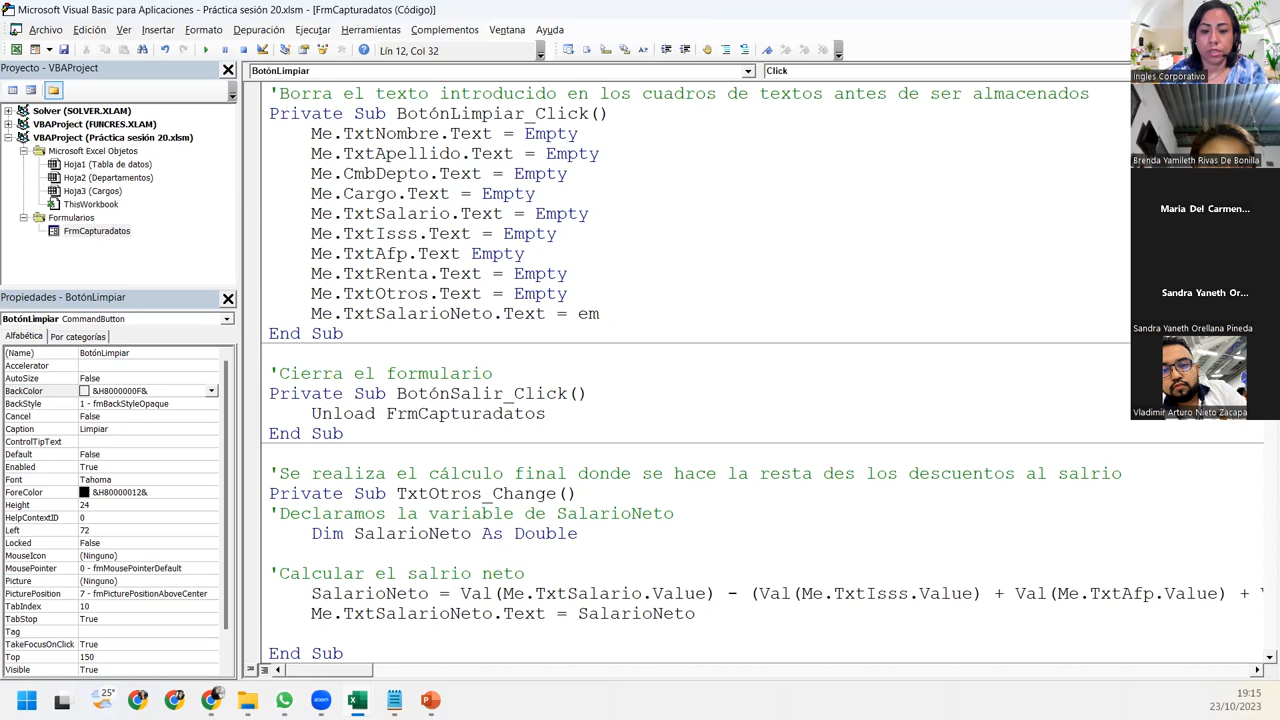 Microsoft Visual Basic para Aplicaciones - Práctica sesión 20.xlsm - [FrmCapturadatos (Código)]
Archivo Edición Ver Insertar Formato Depuración Ejecutar Herramientas Complementos Ventana Ayuda
Lín 12, Col 32
Proyecto - VBAProject
Solver (SOLVER.XLAM)
VBAProject (FUNCRES.XLAM)
VBAProject (Práctica sesión 20.xlsm)
Microsoft Excel Objetos
Hoja1 (Tabla de datos)
Hoja2 (Departamentos)
Hoja3 (Cargos)
ThisWorkbook
Formularios
FrmCapturadatos
Propiedades - BotónLimpiar
BotónLimpiar CommandButton
Alfabética Por categorías
(Name) BotónLimpiar
Accelerator
AutoSize False
BackColor &H8000000F&
BackStyle 1 - fmBackStyleOpaque
Cancel False
Caption Limpiar
ControlTipText
Default False
Enabled True
Font Tahoma
ForeColor &H80000012&
Height 24
HelpContextID 0
Left 72
Locked False
MouseIcon (Ninguno)
MousePointer 0 - fmMousePointerDefault
Picture (Ninguno)
PicturePosition 7 - fmPicturePositionAboveCenter
TabIndex 10
TabStop True
Tag
TakeFocusOnClick True
Top 150
Visible True
BotónLimpiar Click
'Borra el texto introducido en los cuadros de textos antes de ser almacenados
Private Sub BotónLimpiar_Click()
Me.TxtNombre.Text = Empty
Me.TxtApellido.Text = Empty
Me.CmbDepto.Text = Empty
Me.Cargo.Text = Empty
Me.TxtSalario.Text = Empty
Me.TxtIsss.Text = Empty
Me.TxtAfp.Text Empty
Me.TxtRenta.Text = Empty
Me.TxtOtros.Text = Empty
Me.TxtSalarioNeto.Text = em
End Sub
'Cierra el formulario
Private Sub BotónSalir_Click()
Unload FrmCapturadatos
End Sub
'Se realiza el cálculo final donde se hace la resta des los descuentos al salrio
Private Sub TxtOtros_Change()
'Declaramos la variable de SalarioNeto
Dim SalarioNeto As Double
'Calcular el salrio neto
SalarioNeto = Val(Me.TxtSalario.Value) - (Val(Me.TxtIsss.Value) + Val(Me.TxtAfp.Value) +
Me.TxtSalarioNeto.Text = SalarioNeto
End Sub
Ingles Corporativo
Brenda Yamileth Rivas De Bonilla
Maria Del Carmen...
Sandra Yaneth Or...
Sandra Yaneth Orellana Pineda
Vladimir Arturo Nieto Zacapa
25°
zoom
19:15
23/10/2023